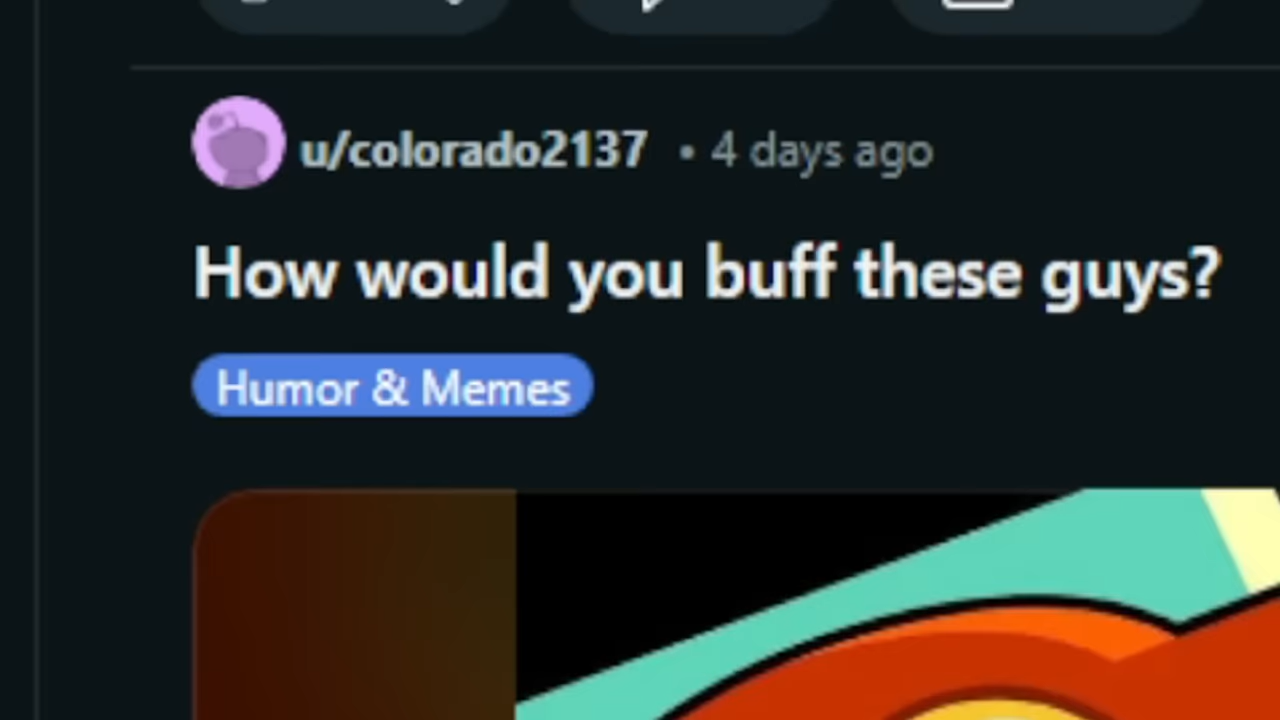 u/colorado2137 • 4 days ago
How would you buff these guys?
Humor & Memes